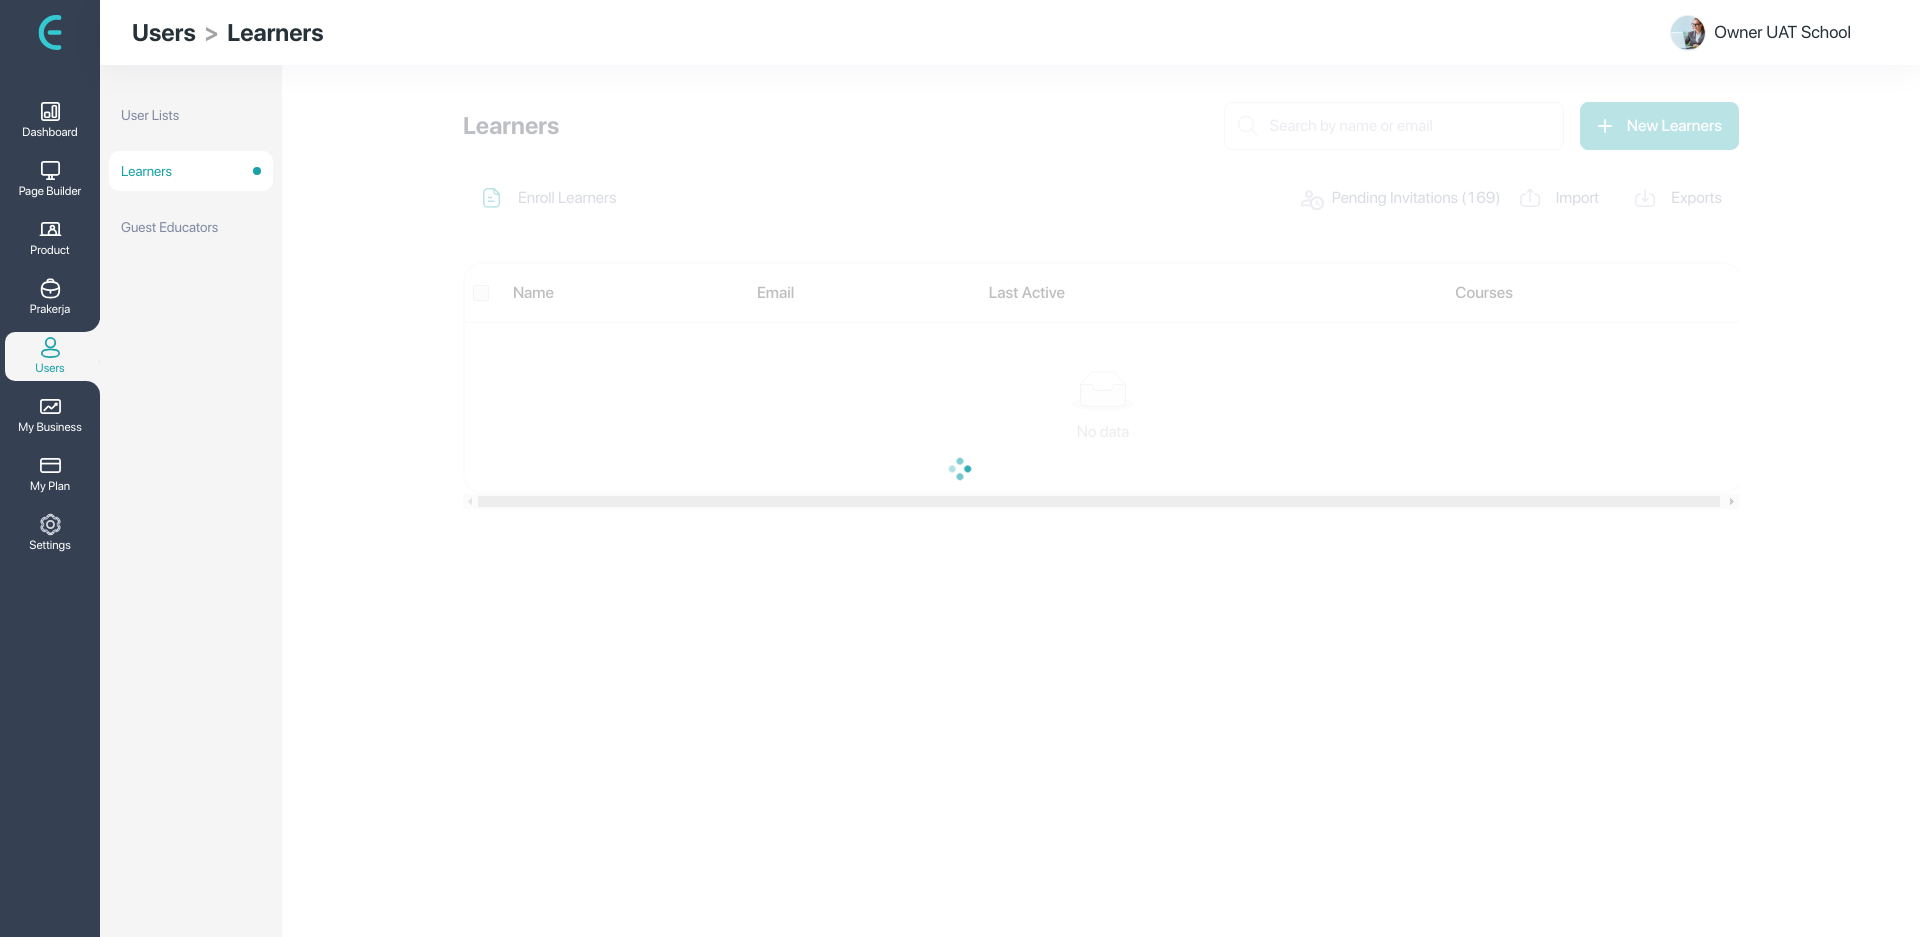 Users > Learners
Owner UAT School
Dashboard
Page Builder
Product
Prakerja
Users
My Business
My Plan
Settings
User Lists
Learners
Guest Educators
Learners
Search by name or email
New Learners
Enroll Learners
Pending Invitations (169)
Import
Exports
Name
Email
Last Active
Courses
No data